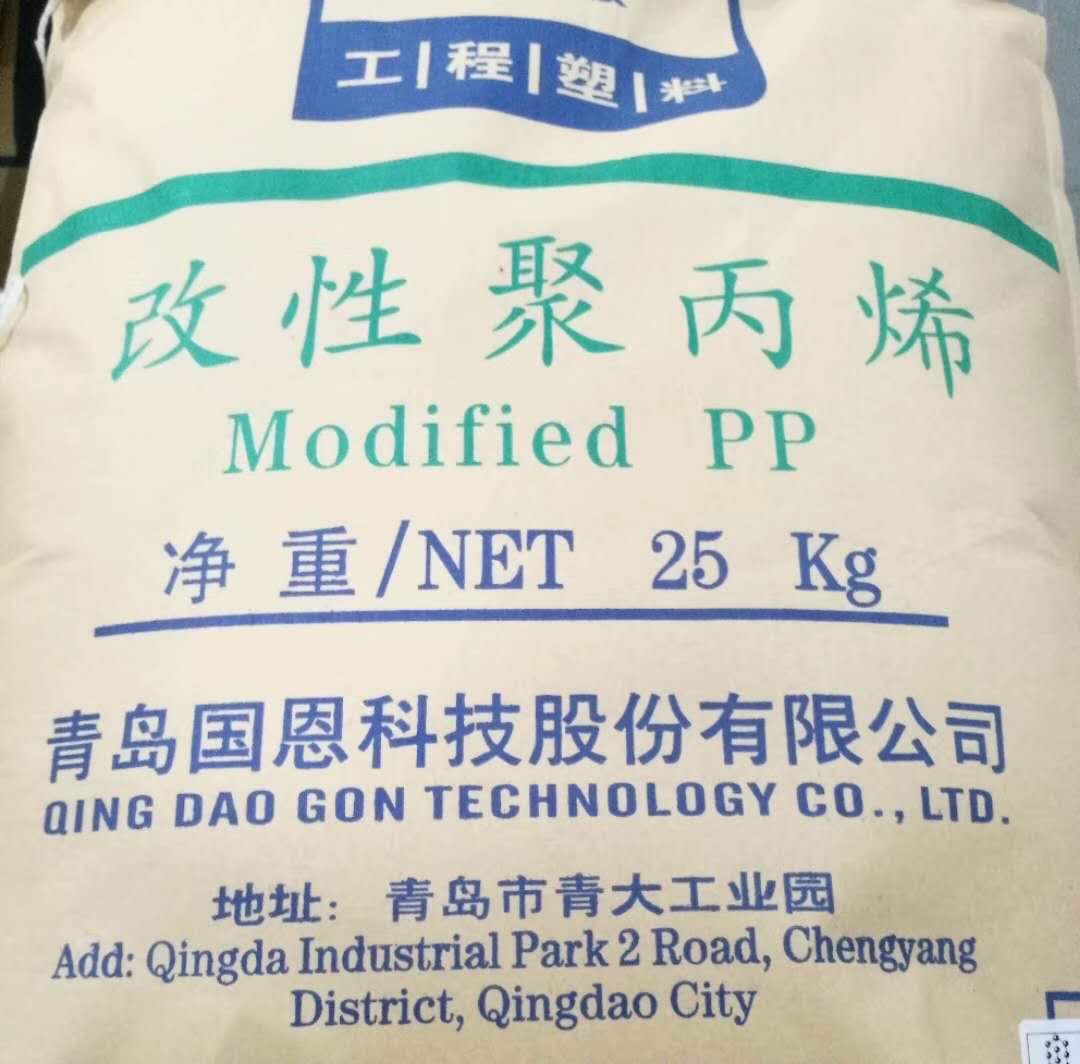 工|程|塑|料
改性聚丙烯
Modified PP
净 重/NET 25 Kg
青岛国恩科技股份有限公司
QING DAO GON TECHNOLOGY CO., LTD.
地址: 青岛市青大工业园
Add: Qingda Industrial Park 2 Road, Chengyang
District, Qingdao City